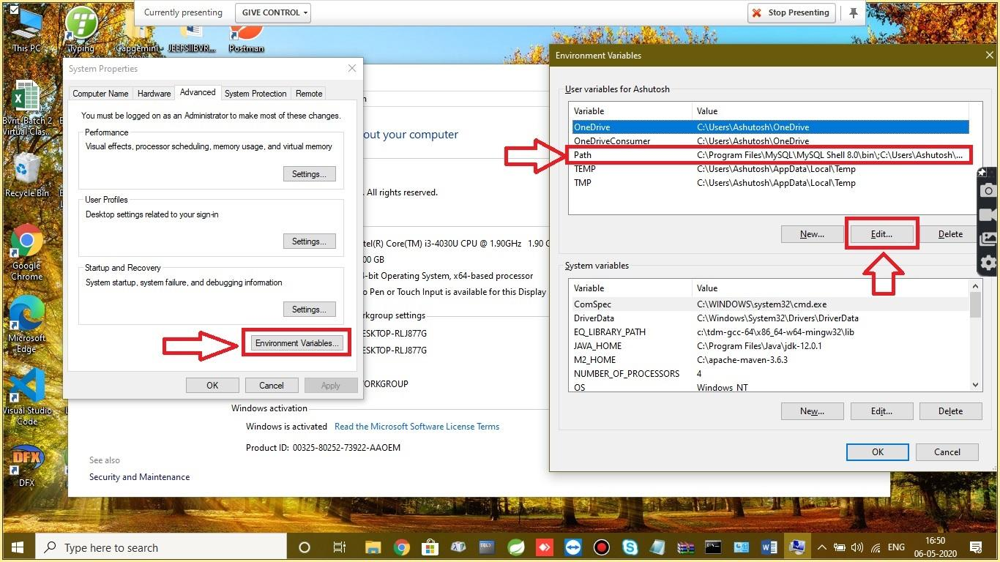 Currently presenting
GIVE CONTROL
Stop Presenting
This PC
Typing
Capgemini
JEEFSIIBVR...
Postman
Bvrit-Batch 2
Virtual Clas...
Recycle Bin
Google
Chrome
Microsoft
Edge
Visual Studio
Code
DFX
DFX
System Properties
Computer Name
Hardware
Advanced
System Protection
Remote
You must be logged on as an Administrator to make most of these changes.
Performance
Visual effects, processor scheduling, memory usage, and virtual memory
Settings...
User Profiles
Desktop settings related to your sign-in
Settings...
Startup and Recovery
System startup, system failure, and debugging information
Settings...
Environment Variables...
OK
Cancel
Apply
out your computer
. All rights reserved.
tel(R) Core(TM) i3-4030U CPU @ 1.90GHz 1.90 G
00 GB
-bit Operating System, x64-based processor
o Pen or Touch Input is available for this Display
kgroup settings
SKTOP-RLJ877G
SKTOP-RLJ877G
ORKGROUP
Windows activation
Windows is activated Read the Microsoft Software License Terms
Product ID: 00325-80252-73922-AAOEM
See also
Security and Maintenance
Environment Variables
User variables for Ashutosh
Variable Value
OneDrive C:\Users\Ashutosh\OneDrive
OneDriveConsumer C:\Users\Ashutosh\OneDrive
Path C:\Program Files\MySQL\MySQL Shell 8.0\bin\;C:\Users\Ashutosh\...
TEMP C:\Users\Ashutosh\AppData\Local\Temp
TMP C:\Users\Ashutosh\AppData\Local\Temp
New... Edit... Delete
System variables
Variable Value
ComSpec C:\WINDOWS\system32\cmd.exe
DriverData C:\Windows\System32\Drivers\DriverData
EQ_LIBRARY_PATH c:\tdm-gcc-64\x86_64-w64-mingw32\lib
JAVA_HOME C:\Program Files\Java\jdk-12.0.1
M2_HOME C:\apache-maven-3.6.3
NUMBER_OF_PROCESSORS 4
OS Windows_NT
New... Edit... Delete
OK Cancel
Type here to search
ENG
16:50
06-05-2020